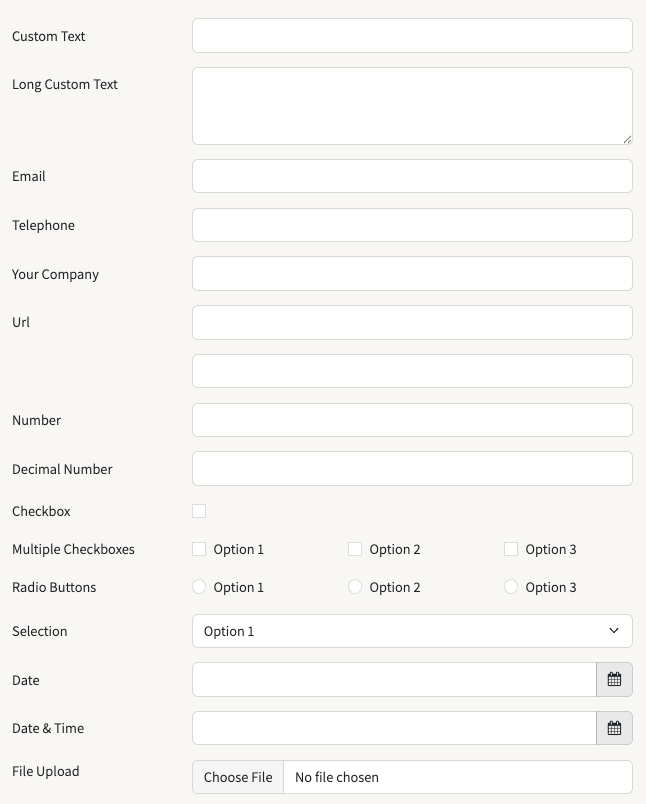 Custom Text
Long Custom Text
Email
Telephone
Your Company
Url
Number
Decimal Number
Checkbox
Multiple Checkboxes Option 1 Option 2 Option 3
Radio Buttons Option 1 Option 2 Option 3
Selection Option 1
Date
Date & Time
File Upload Choose File No file chosen